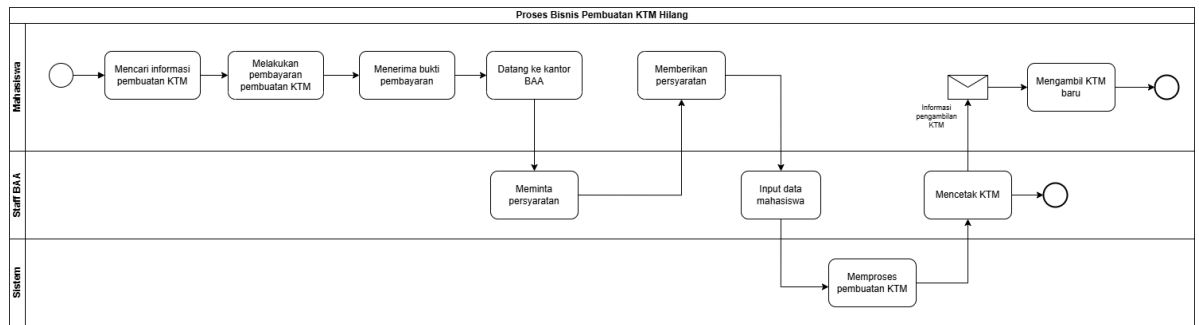 Proses Bisnis Pembuatan KTM Hilang
Mahasiswa
Mencari informasi
pembuatan KTM
Melakukan
pembayaran
pembuatan KTM
Menerima bukti
pembayaran
Datang ke kantor
BAA
Memberikan
persyaratan
Informasi
pengambilan
KTM
Mengambil KTM
baru
Staff BAA
Meminta
persyaratan
Input data
mahasiswa
Mencetak KTM
Sistem
Memproses
pembuatan KTM